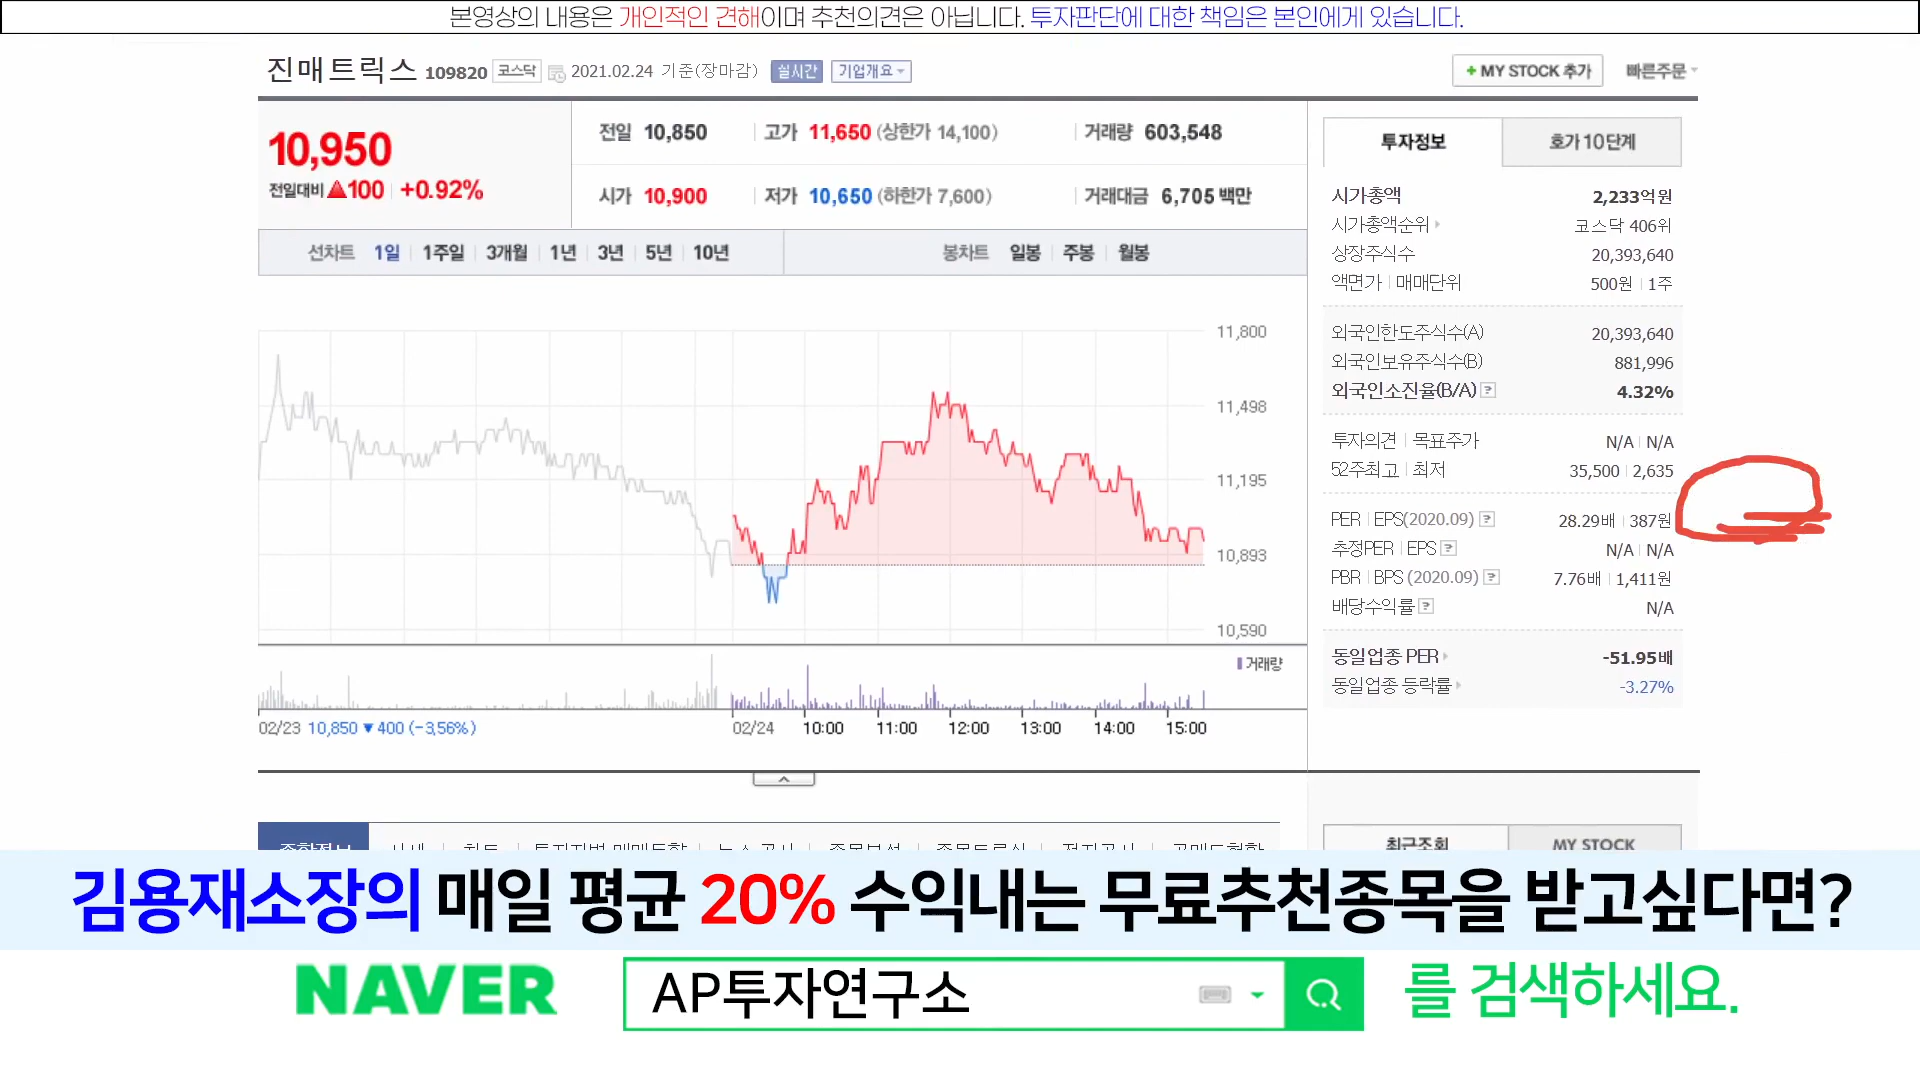 본영상의 내용은 개인적인 견해이며 추천의견은 아닙니다. 투자판단에 대한 책임은 본인에게 있습니다.
진매트릭스 109820 코스닥 2021.02.24 기준(장마감) 실시간 기업개요
+ MY STOCK 추가 빠른주문
10,950
전일대비 ▲100 +0.92%
전일 10,850 고가 11,650 (상한가 14,100) 거래량 603,548
시가 10,900 저가 10,650 (하한가 7,600) 거래대금 6,705 백만
선차트 1일 1주일 3개월 1년 3년 5년 10년 봉차트 일봉 주봉 월봉
11,800
11,498
11,195
10,893
10,590
거래량
02/23 10,850 ▼ 400 (-3.56%) 02/24 10:00 11:00 12:00 13:00 14:00 15:00
투자정보 호가 10단계
시가총액 2,233억원
시가총액순위 코스닥 406위
상장주식수 20,393,640
액면가 매매단위 500원 1주
외국인한도주식수(A) 20,393,640
외국인보유주식수(B) 881,996
외국인소진율(B/A) ? 4.32%
투자의견 목표주가 N/A N/A
52주최고 최저 35,500 2,635
PER EPS(2020.09) ? 28.29배 387원
추정PER EPS ? N/A N/A
PBR BPS (2020.09) ? 7.76배 1,411원
배당수익률 ? N/A
동일업종 PER -51.95배
동일업종 등락률 -3.27%
최근조회 MY STOCK
김용재소장의 매일 평균 20% 수익내는 무료추천종목을 받고싶다면?
NAVER AP투자연구소 를 검색하세요.